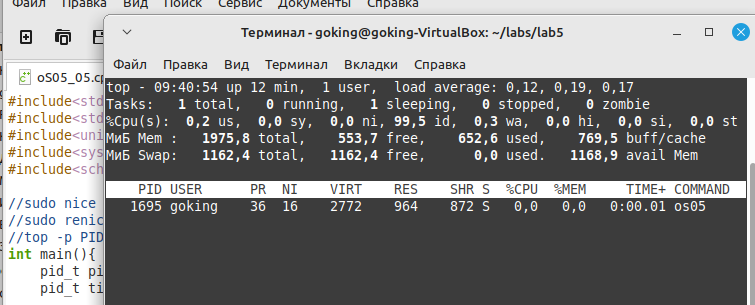 Файл Правка Вид Поиск Сервис Документы Справка
Терминал - goking@goking-VirtualBox: ~/labs/lab5
Файл Правка Вид Терминал Вкладки Справка
oS05_05.cp
#include<std
#include<std
#include<uni
#include<sys
#include<sch
//sudo nice
//sudo renic
//top -p PID
int main(){
pid_t pi
pid_t ti
top - 09:40:54 up 12 min, 1 user, load average: 0,12, 0,19, 0,17
Tasks: 1 total, 0 running, 1 sleeping, 0 stopped, 0 zombie
%Cpu(s): 0,2 us, 0,0 sy, 0,0 ni, 99,5 id, 0,3 wa, 0,0 hi, 0,0 si, 0,0 st
МиБ Mem : 1975,8 total, 553,7 free, 652,6 used, 769,5 buff/cache
МиБ Swap: 1162,4 total, 1162,4 free, 0,0 used. 1168,9 avail Mem
PID USER PR NI VIRT RES SHR S %CPU %MEM TIME+ COMMAND
1695 goking 36 16 2772 964 872 S 0,0 0,0 0:00.01 os05